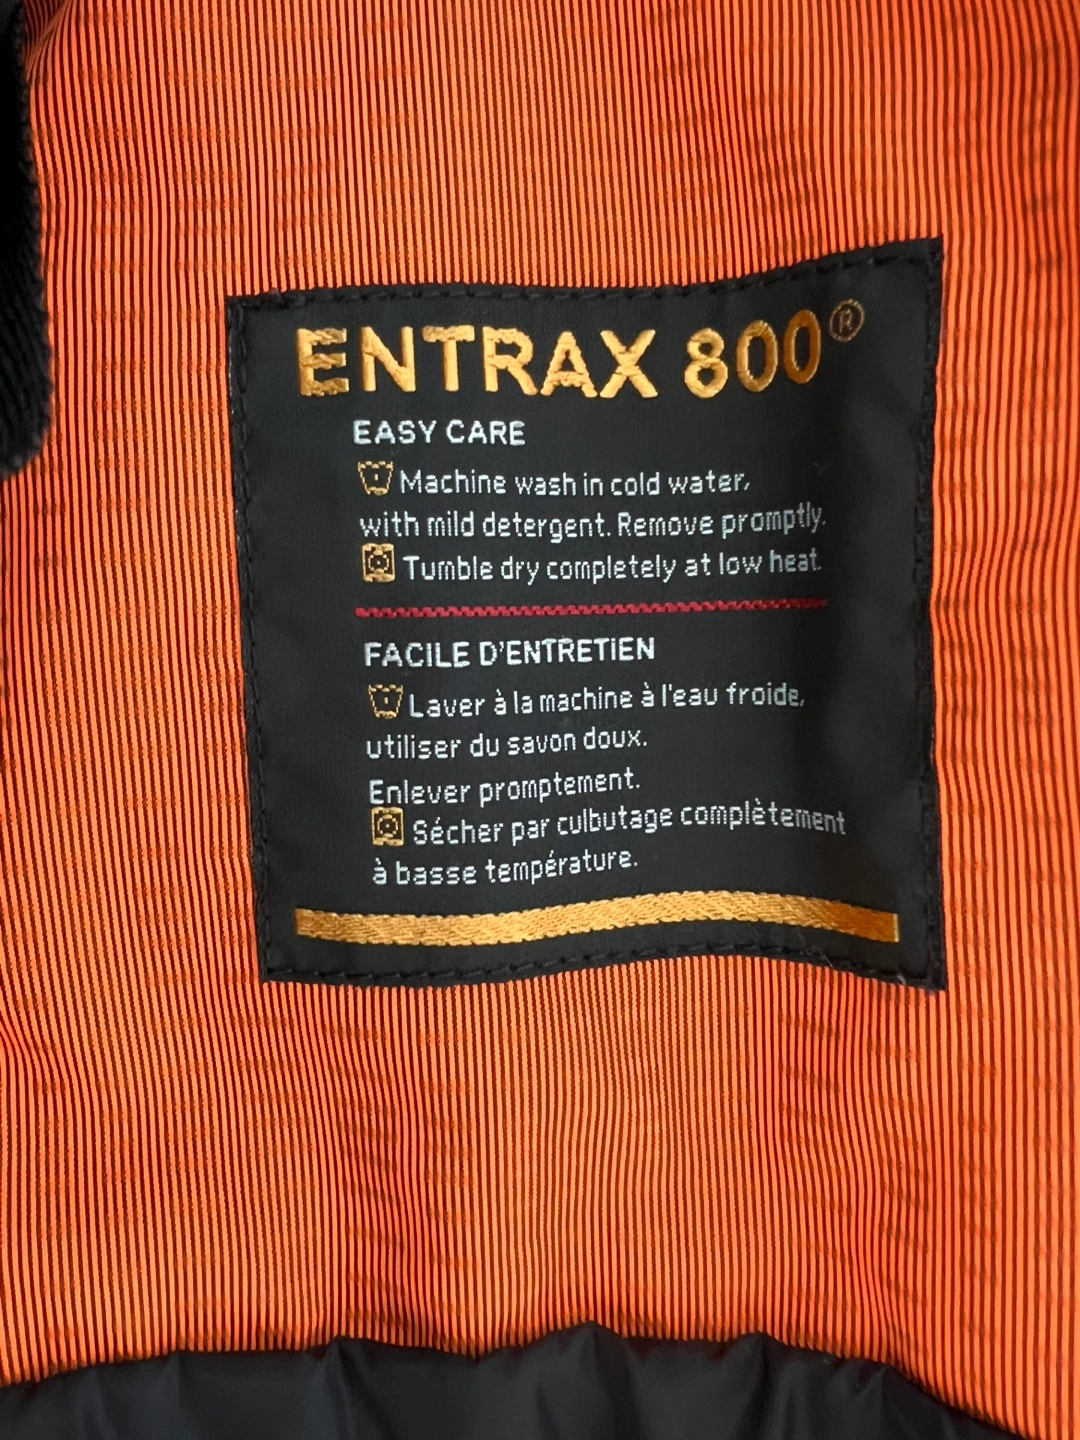 ENTRAX 800®
EASY CARE
Machine wash in cold water,
with mild detergent. Remove promptly.
Tumble dry completely at low heat.
FACILE D'ENTRETIEN
Laver à la machine à l'eau froide,
utiliser du savon doux.
Enlever promptement.
Sécher par culbutage complètement
à basse température.